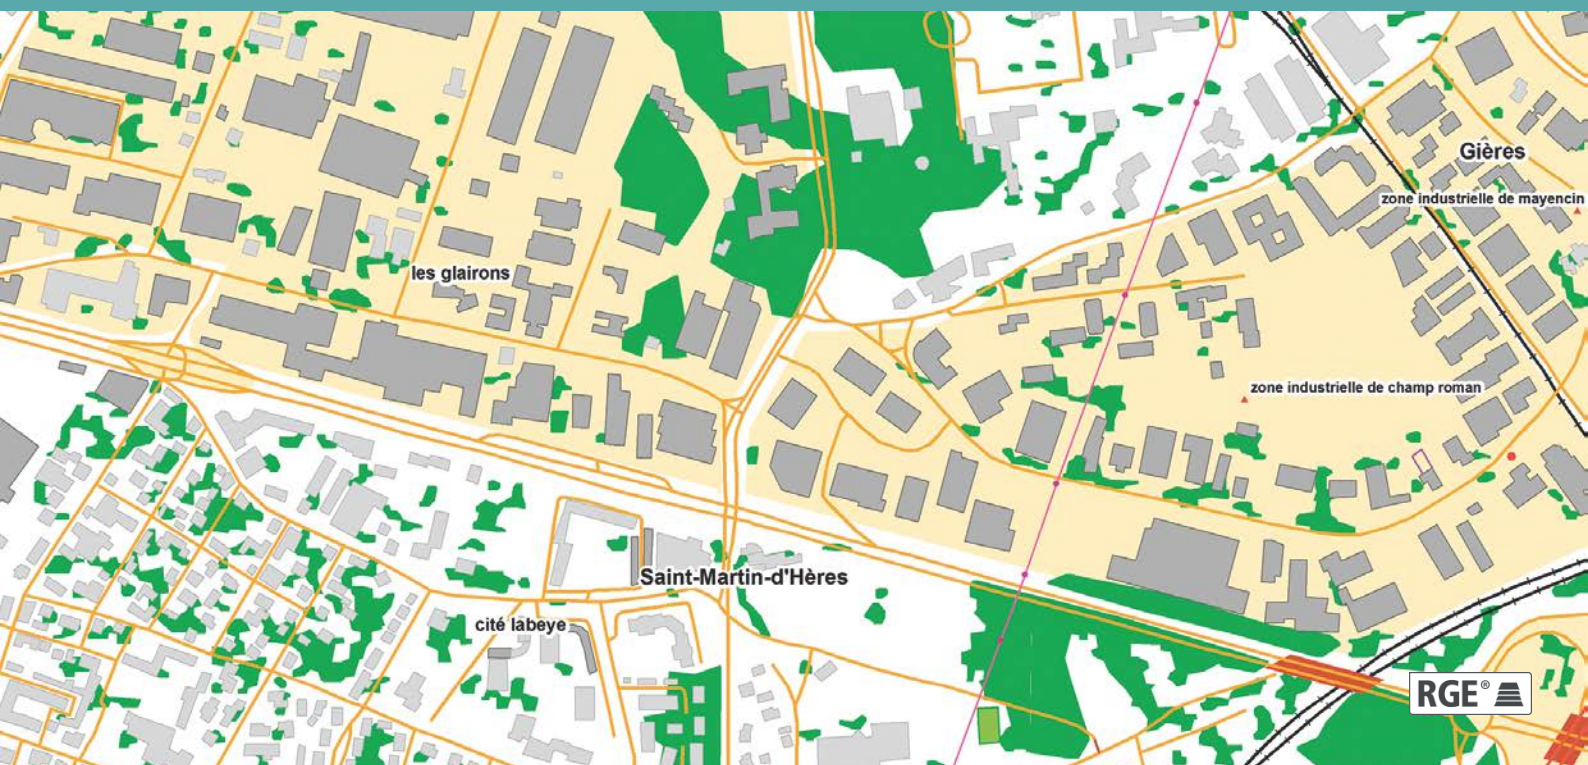 Gières
zone industrielle de mayencin
les glairons
zone industrielle de champ roman
Saint-Martin-d'Hères
cité labeye
RGE®